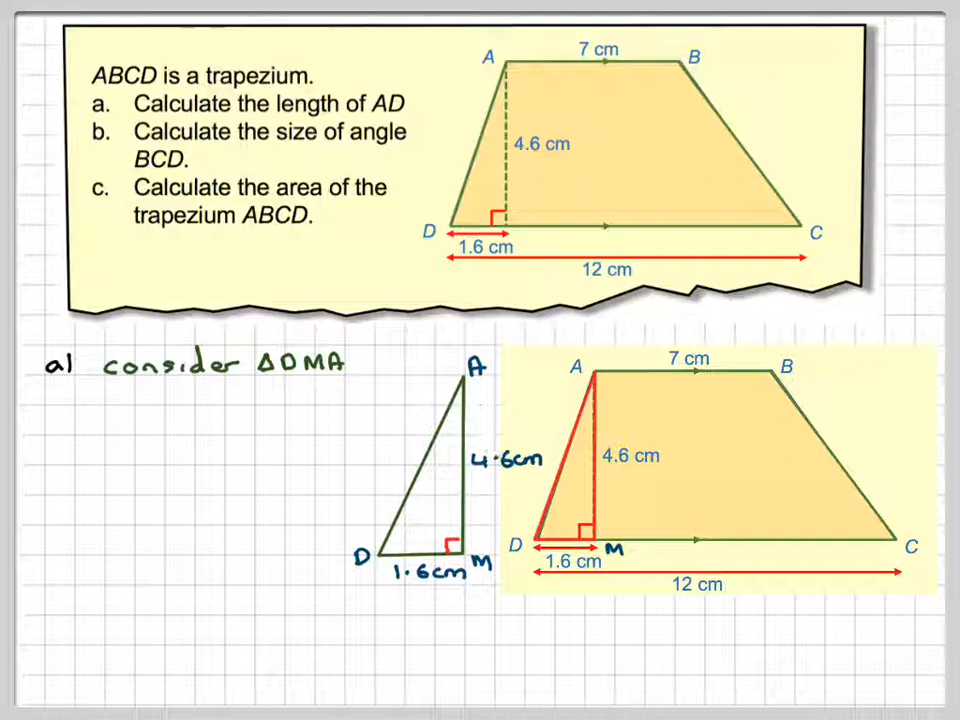 ABCD is a trapezium.
a. Calculate the length of AD
b. Calculate the size of angle
BCD.
c. Calculate the area of the
trapezium ABCD.
A 7 cm B
4.6 cm
D C
1.6 cm
12 cm
a) consider ΔDMA
A
4.6cm
D M
1.6cm
A 7 cm B
4.6 cm
D M C
1.6 cm
12 cm